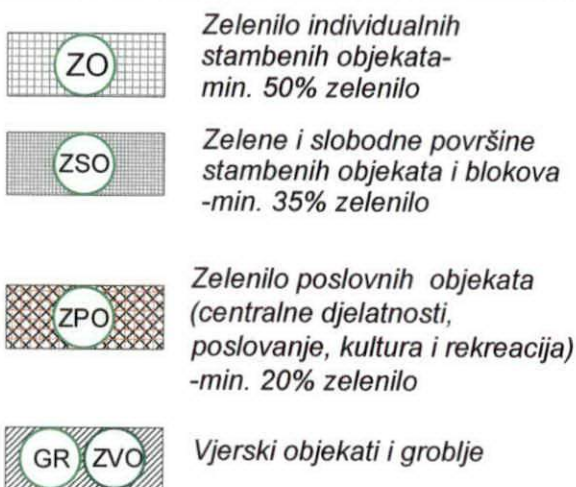 ZO
Zelenilo individualnih
stambenih objekata-
min. 50% zelenilo
ZSO
Zelene i slobodne površine
stambenih objekata i blokova
-min. 35% zelenilo
ZPO
Zelenilo poslovnih objekata
(centralne djelatnosti,
poslovanje, kultura i rekreacija)
-min. 20% zelenilo
GR ZVO
Vjerski objekati i groblje